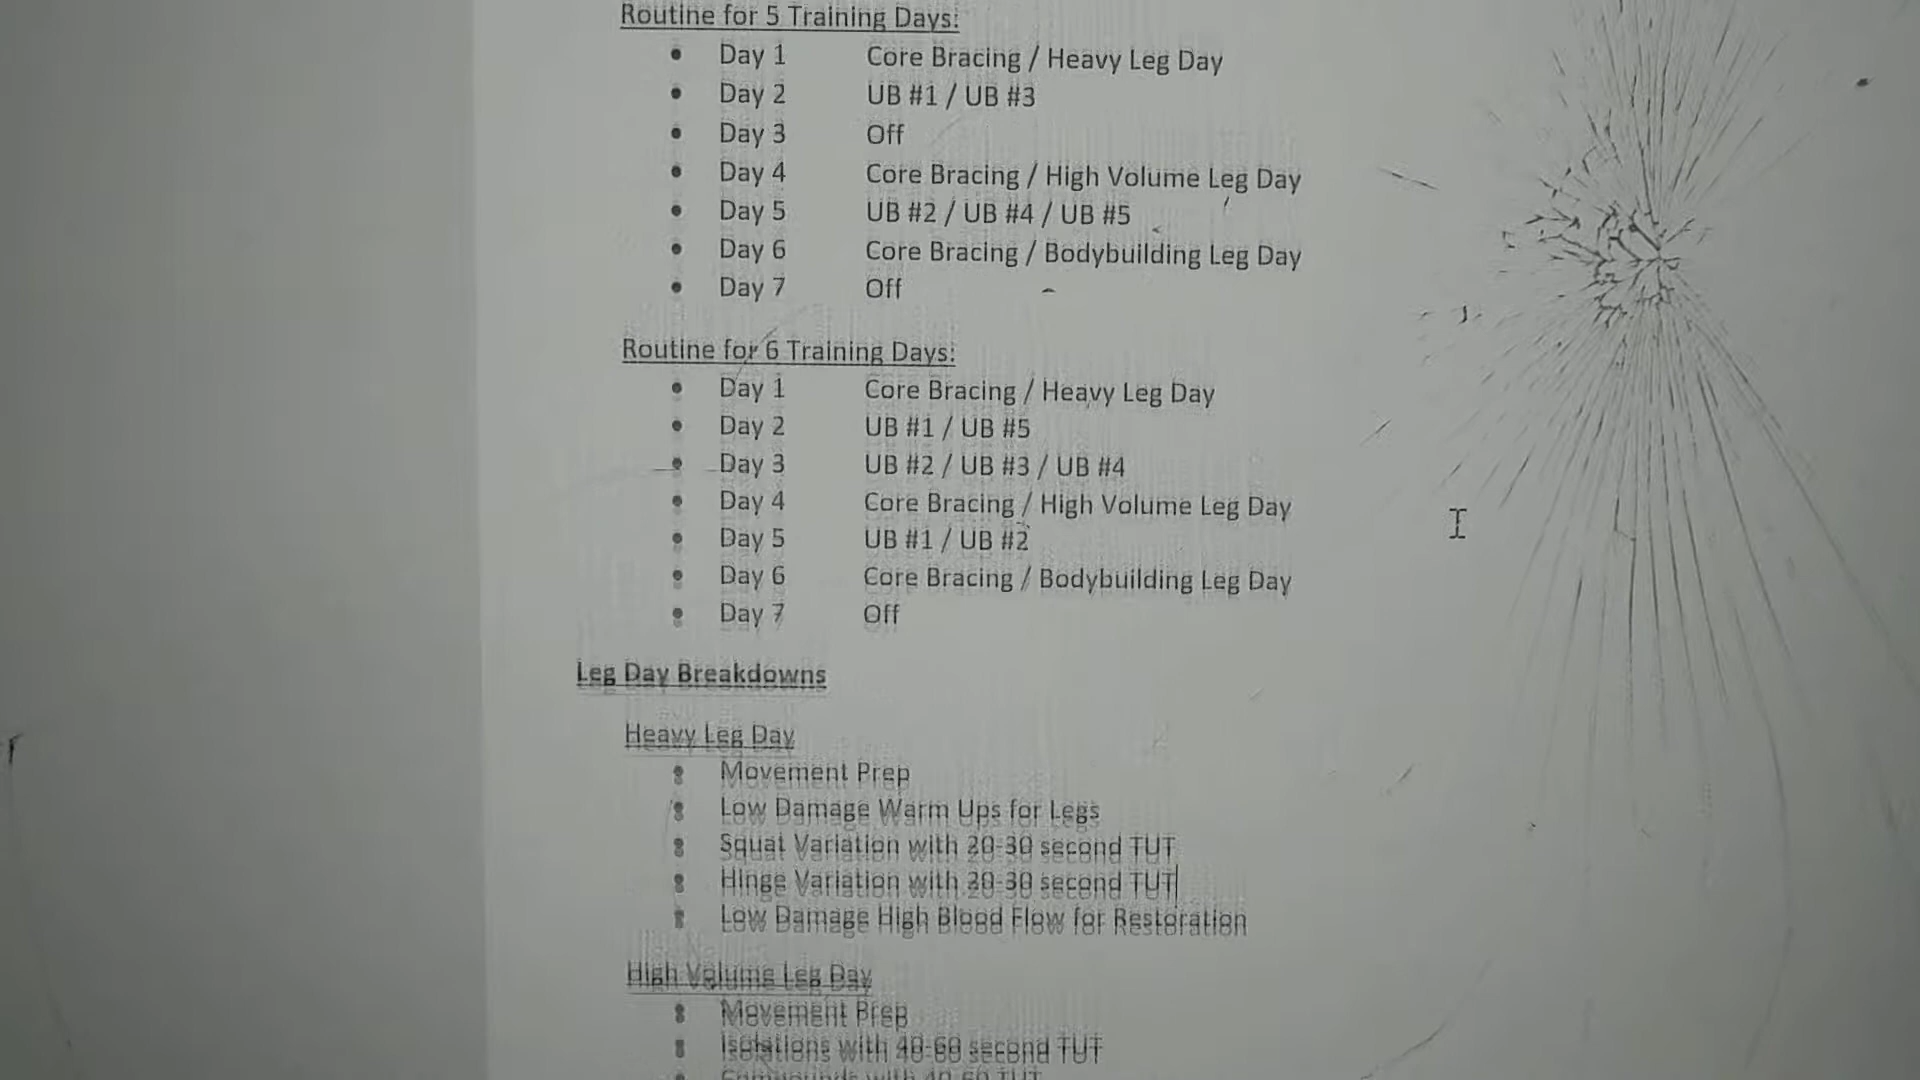 Routine for 5 Training Days:
• Day 1 Core Bracing / Heavy Leg Day
• Day 2 UB #1 / UB #3
• Day 3 Off
• Day 4 Core Bracing / High Volume Leg Day
• Day 5 UB #2 / UB #4 / UB #5
• Day 6 Core Bracing / Bodybuilding Leg Day
• Day 7 Off
Routine for 6 Training Days:
• Day 1 Core Bracing / Heavy Leg Day
• Day 2 UB #1 / UB #5
• Day 3 UB #2 / UB #3 / UB #4
• Day 4 Core Bracing / High Volume Leg Day
• Day 5 UB #1 / UB #2
• Day 6 Core Bracing / Bodybuilding Leg Day
• Day 7 Off
Leg Day Breakdowns
Heavy Leg Day
• Movement Prep
• Low Damage Warm Ups for Legs
• Squat Variation with 20-30 second TUT
• Hinge Variation with 20-30 second TUT
• Low Damage High Blood Flow for Restoration
High Volume Leg Day
• Movement Prep
• Isolations with 40-60 second TUT
• Compounds with 40-60 TUT